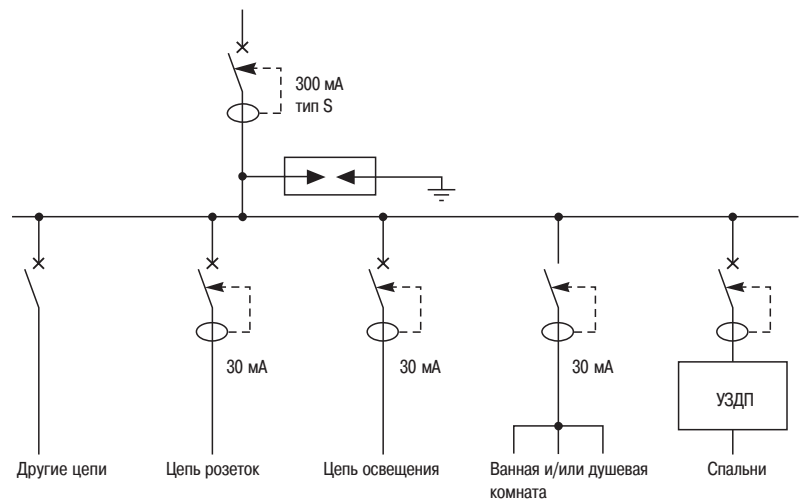 300 мА
тип S
30 мА
30 мА
30 мА
УЗДП
Другие цепи
Цепь розеток
Цепь освещения
Ванная и/или душевая
комната
Спальни